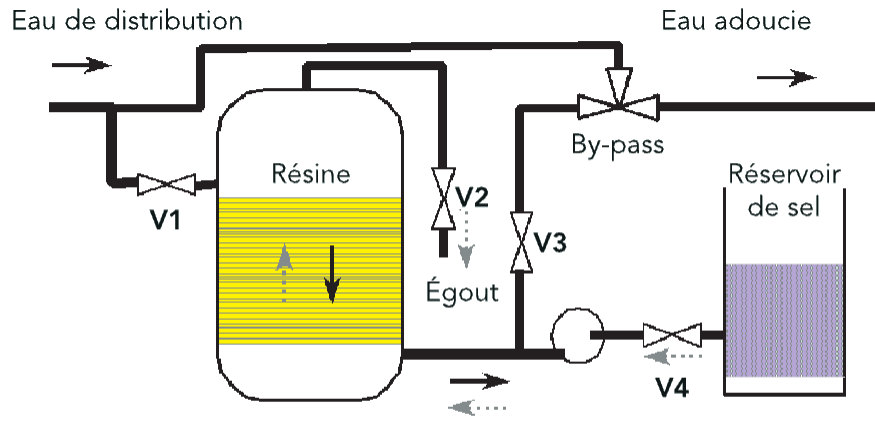 Eau de distribution
Eau adoucie
By-pass
Résine
Réservoir
de sel
V1
V2
V3
Égout
V4